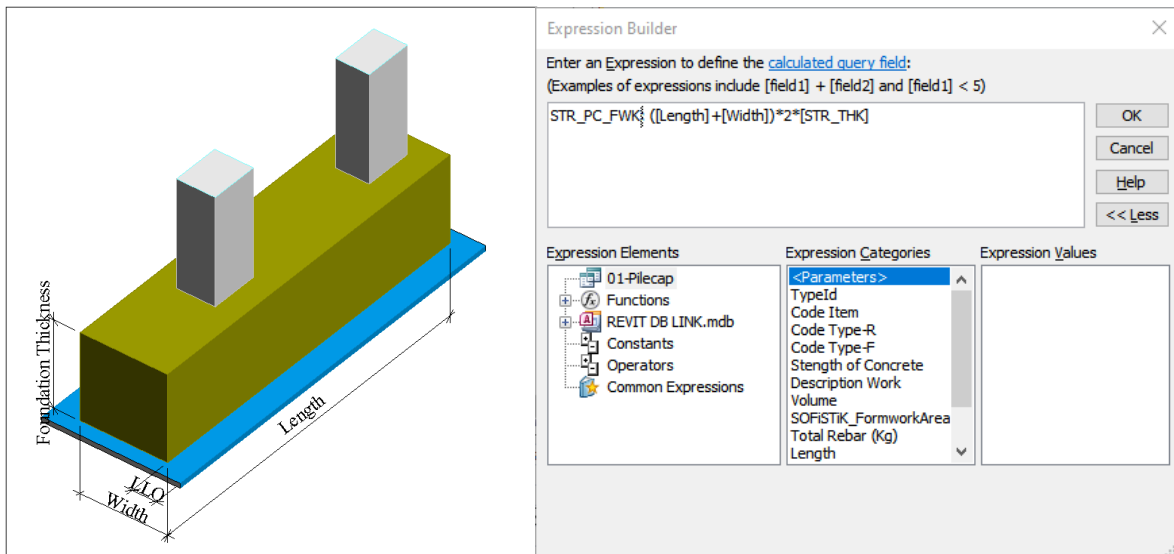 Foundation Thickness
Length
Width
Expression Builder
Enter an Expression to define the calculated query field:
(Examples of expressions include [field1] + [field2] and [field1] < 5)
STR_PC_FWK: ([Length]+[Width])*2*[STR_THK]
OK
Cancel
Help
<< Less
Expression Elements
01-Pilecap
Functions
REVIT DB LINK.mdb
Constants
Operators
Common Expressions
Expression Categories
<Parameters>
TypeId
Code Item
Code Type-R
Code Type-F
Stength of Concrete
Description Work
Volume
SOFiSTiK_FormworkArea
Total Rebar (Kg)
Length
Expression Values